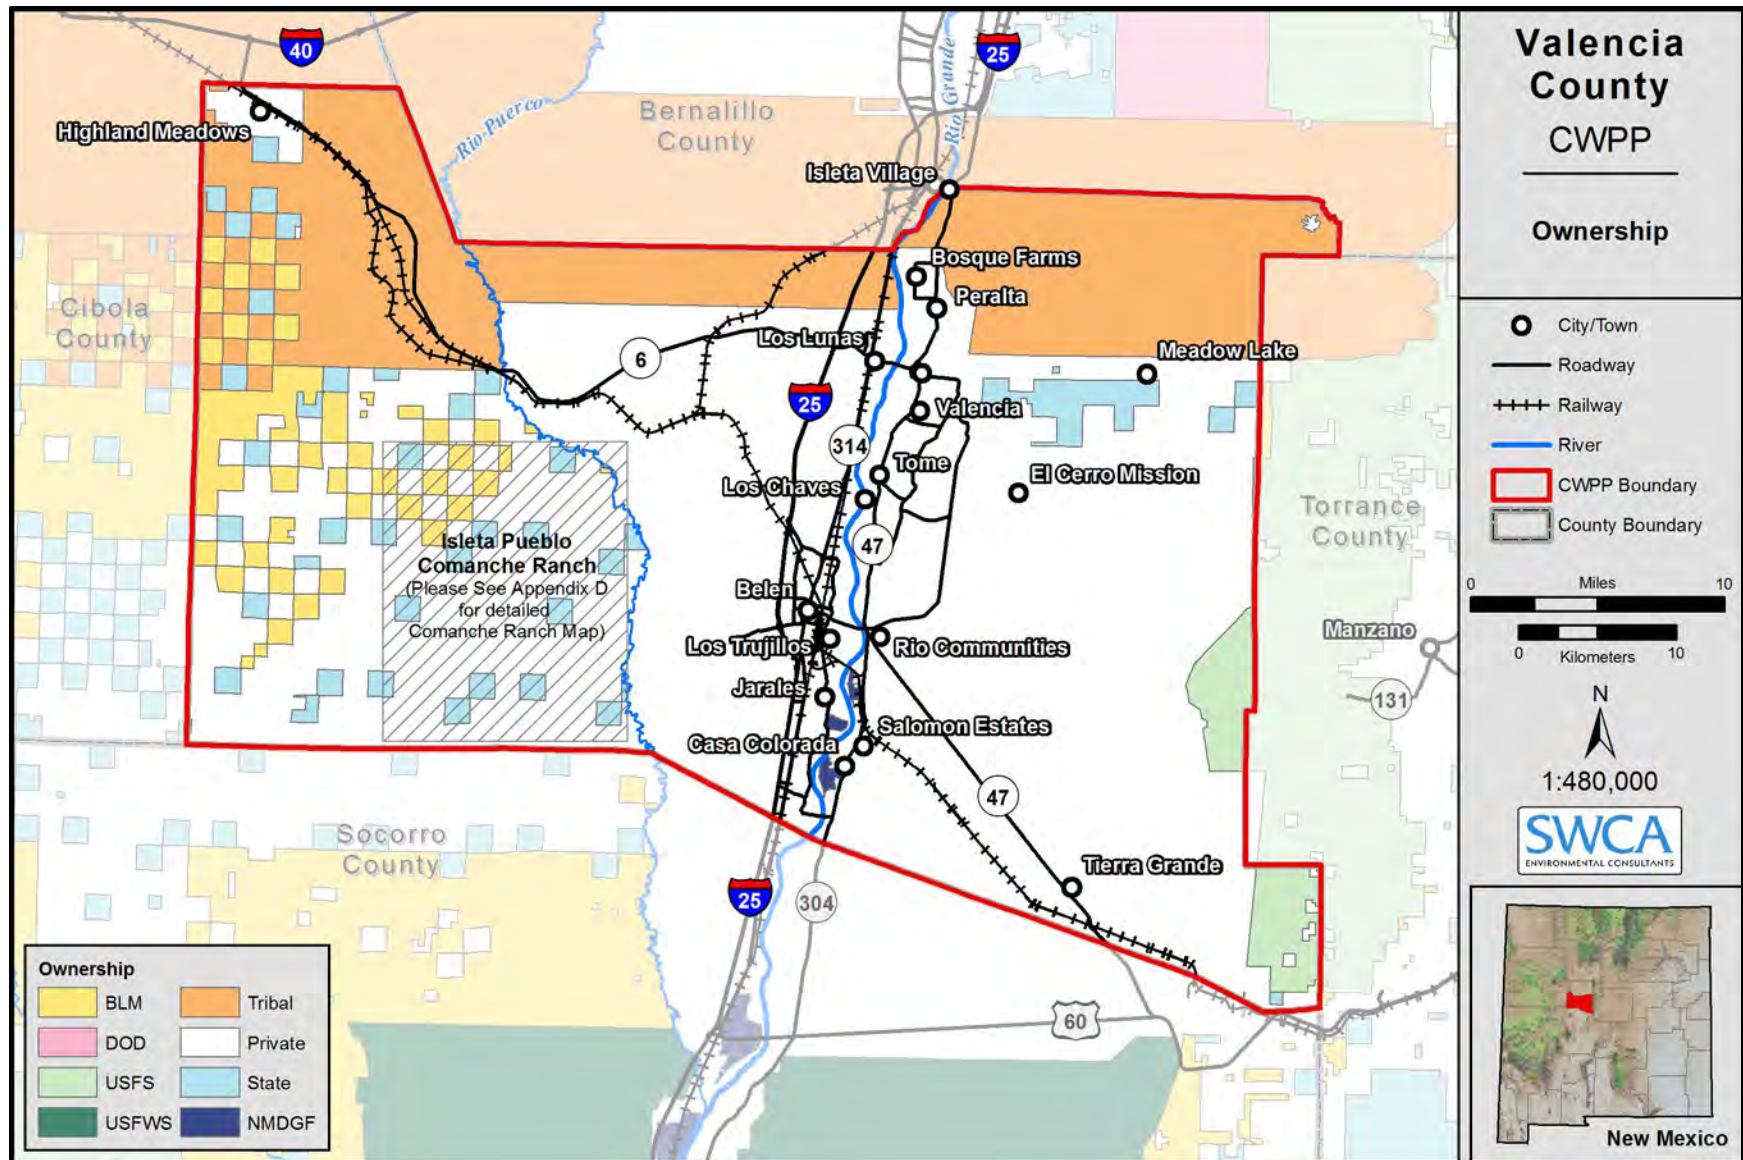 Valencia
County
CWPP
Ownership
City/Town
Roadway
Railway
River
CWPP Boundary
County Boundary
0 Miles 10
0 Kilometers 10
N
1:480,000
SWCA
ENVIRONMENTAL CONSULTANTS
New Mexico
40
25
Rio Puerco
Rio Grande
Bernalillo
County
Highland Meadows
Isleta Village
Bosque Farms
Peralta
Cibola
County
Los Lunas
Meadow Lake
6
25
Valencia
314
Tome
El Cerro Mission
Los Chaves
Torrance
County
47
Isleta Pueblo
Comanche Ranch
(Please See Appendix D
for detailed
Comanche Ranch Map)
Belen
Los Trujillos
Rio Communities
Manzano
131
Jarales
Salomon Estates
Casa Colorada
47
Socorro
County
Tierra Grande
25
304
60
Ownership
BLM
Tribal
DOD
Private
USFS
State
USFWS
NMDGF